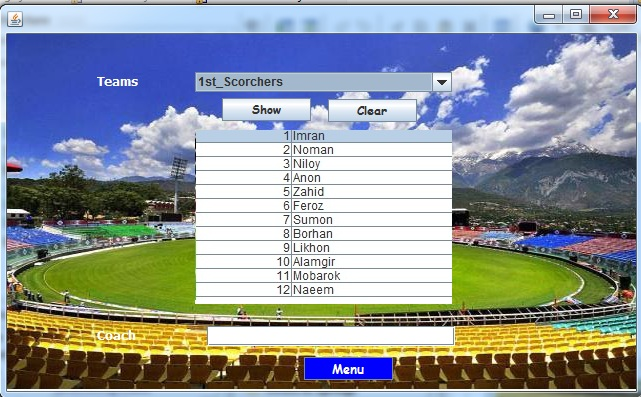 Teams
1st_Scorchers
Show
Clear
1 Imran
2 Noman
3 Niloy
4 Anon
5 Zahid
6 Feroz
7 Sumon
8 Borhan
9 Likhon
10 Alamgir
11 Mobarok
12 Naeem
Coach
Menu